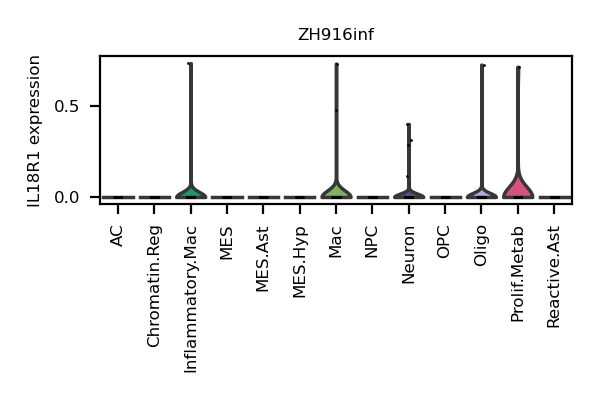 ZH916inf
IL18R1 expression
0.5
0.0
AC
Chromatin.Reg
Inflammatory.Mac
MES
MES.Ast
MES.Hyp
Mac
NPC
Neuron
OPC
Oligo
Prolif.Metab
Reactive.Ast